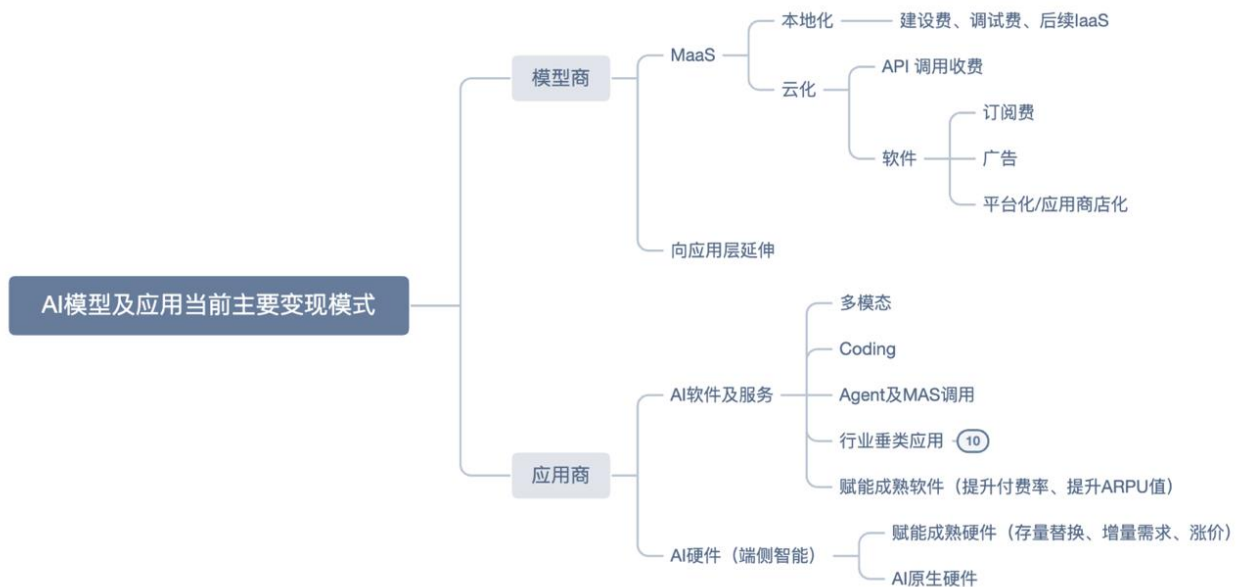 AI模型及应用当前主要变现模式
模型商
MaaS
本地化
建设费、调试费、后续IaaS
云化
API 调用收费
软件
订阅费
广告
平台化/应用商店化
向应用层延伸
应用商
AI软件及服务
多模态
Coding
Agent及MAS调用
行业垂类应用 10
赋能成熟软件（提升付费率、提升ARPU值）
AI硬件（端侧智能）
赋能成熟硬件（存量替换、增量需求、涨价）
AI原生硬件